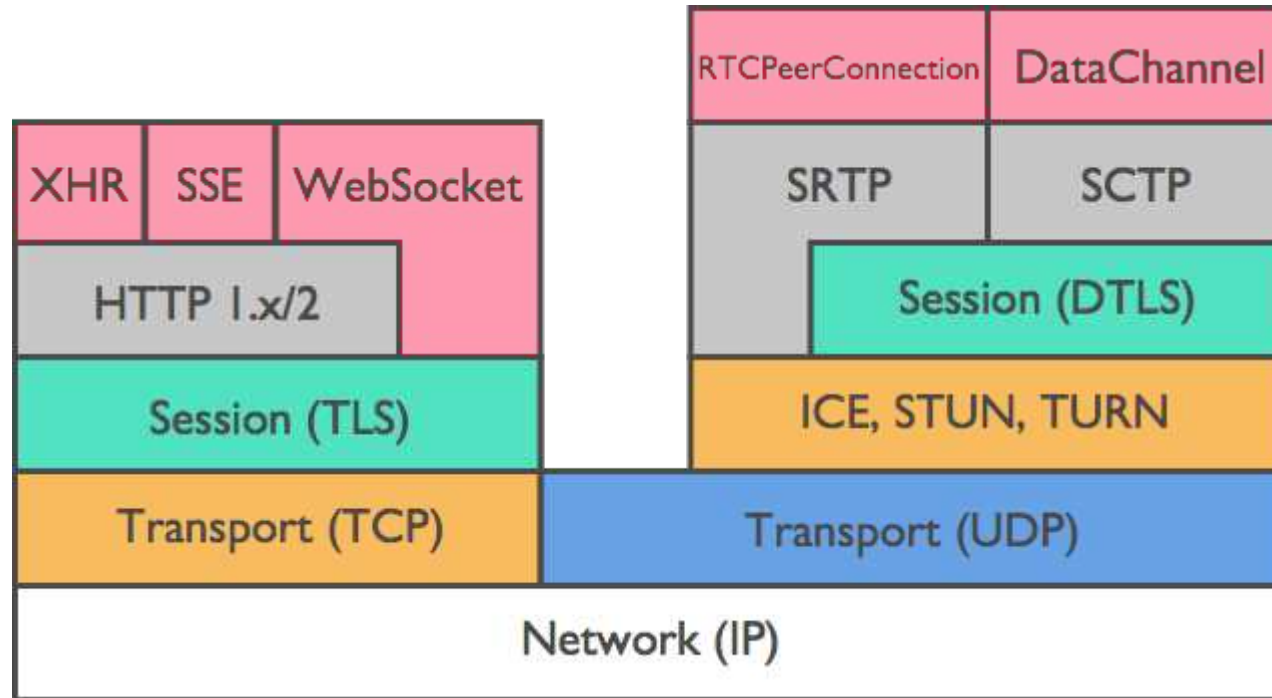 RTCPeerConnection
DataChannel
XHR
SSE
WebSocket
SRTP
SCTP
HTTP 1.x/2
Session (DTLS)
Session (TLS)
ICE, STUN, TURN
Transport (TCP)
Transport (UDP)
Network (IP)